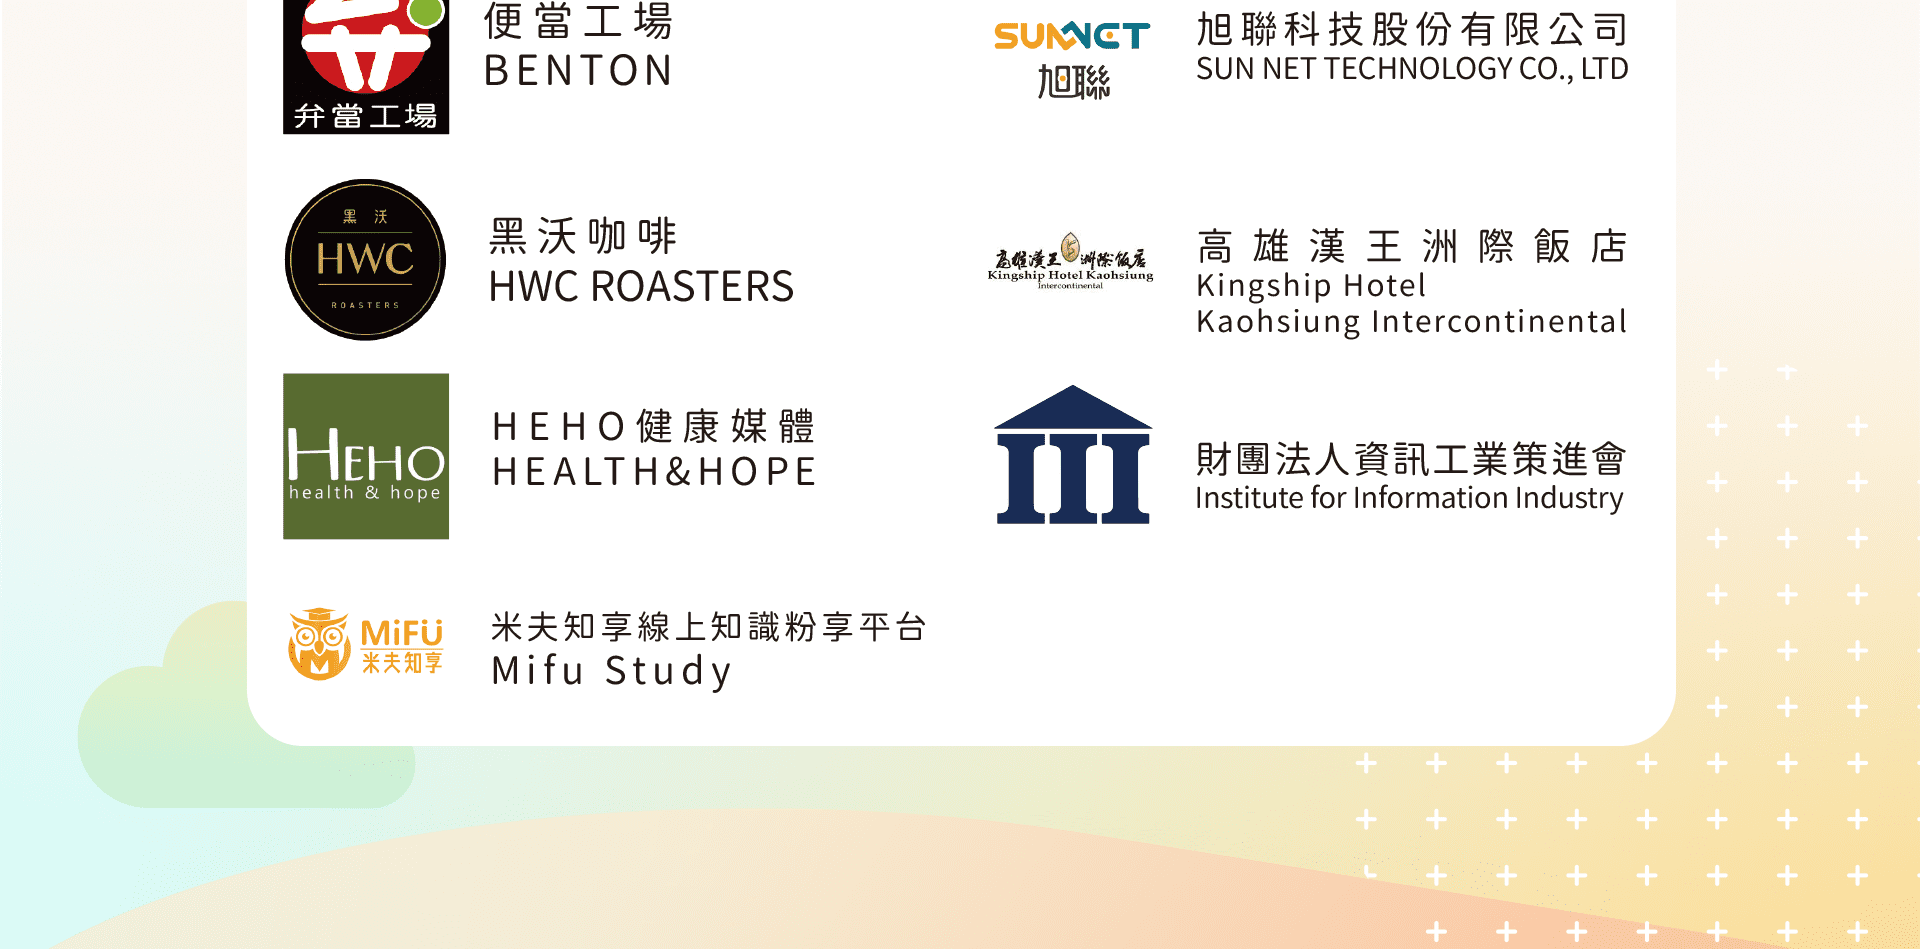 弁當工場
便當工場
BENTON
SUNNET
旭聯
旭聯科技股份有限公司
SUN NET TECHNOLOGY CO., LTD
黑沃
HWC
ROASTERS
黑沃咖啡
HWC ROASTERS
高雄漢王洲際飯店
Kingship Hotel Kaohsiung
Intercontinental
高雄漢王洲際飯店
Kingship Hotel
Kaohsiung Intercontinental
HEHO
health & hope
HEHO健康媒體
HEALTH&HOPE
財團法人資訊工業策進會
Institute for Information Industry
MiFÜ
米夫知享
米夫知享線上知識粉享平台
Mifu Study